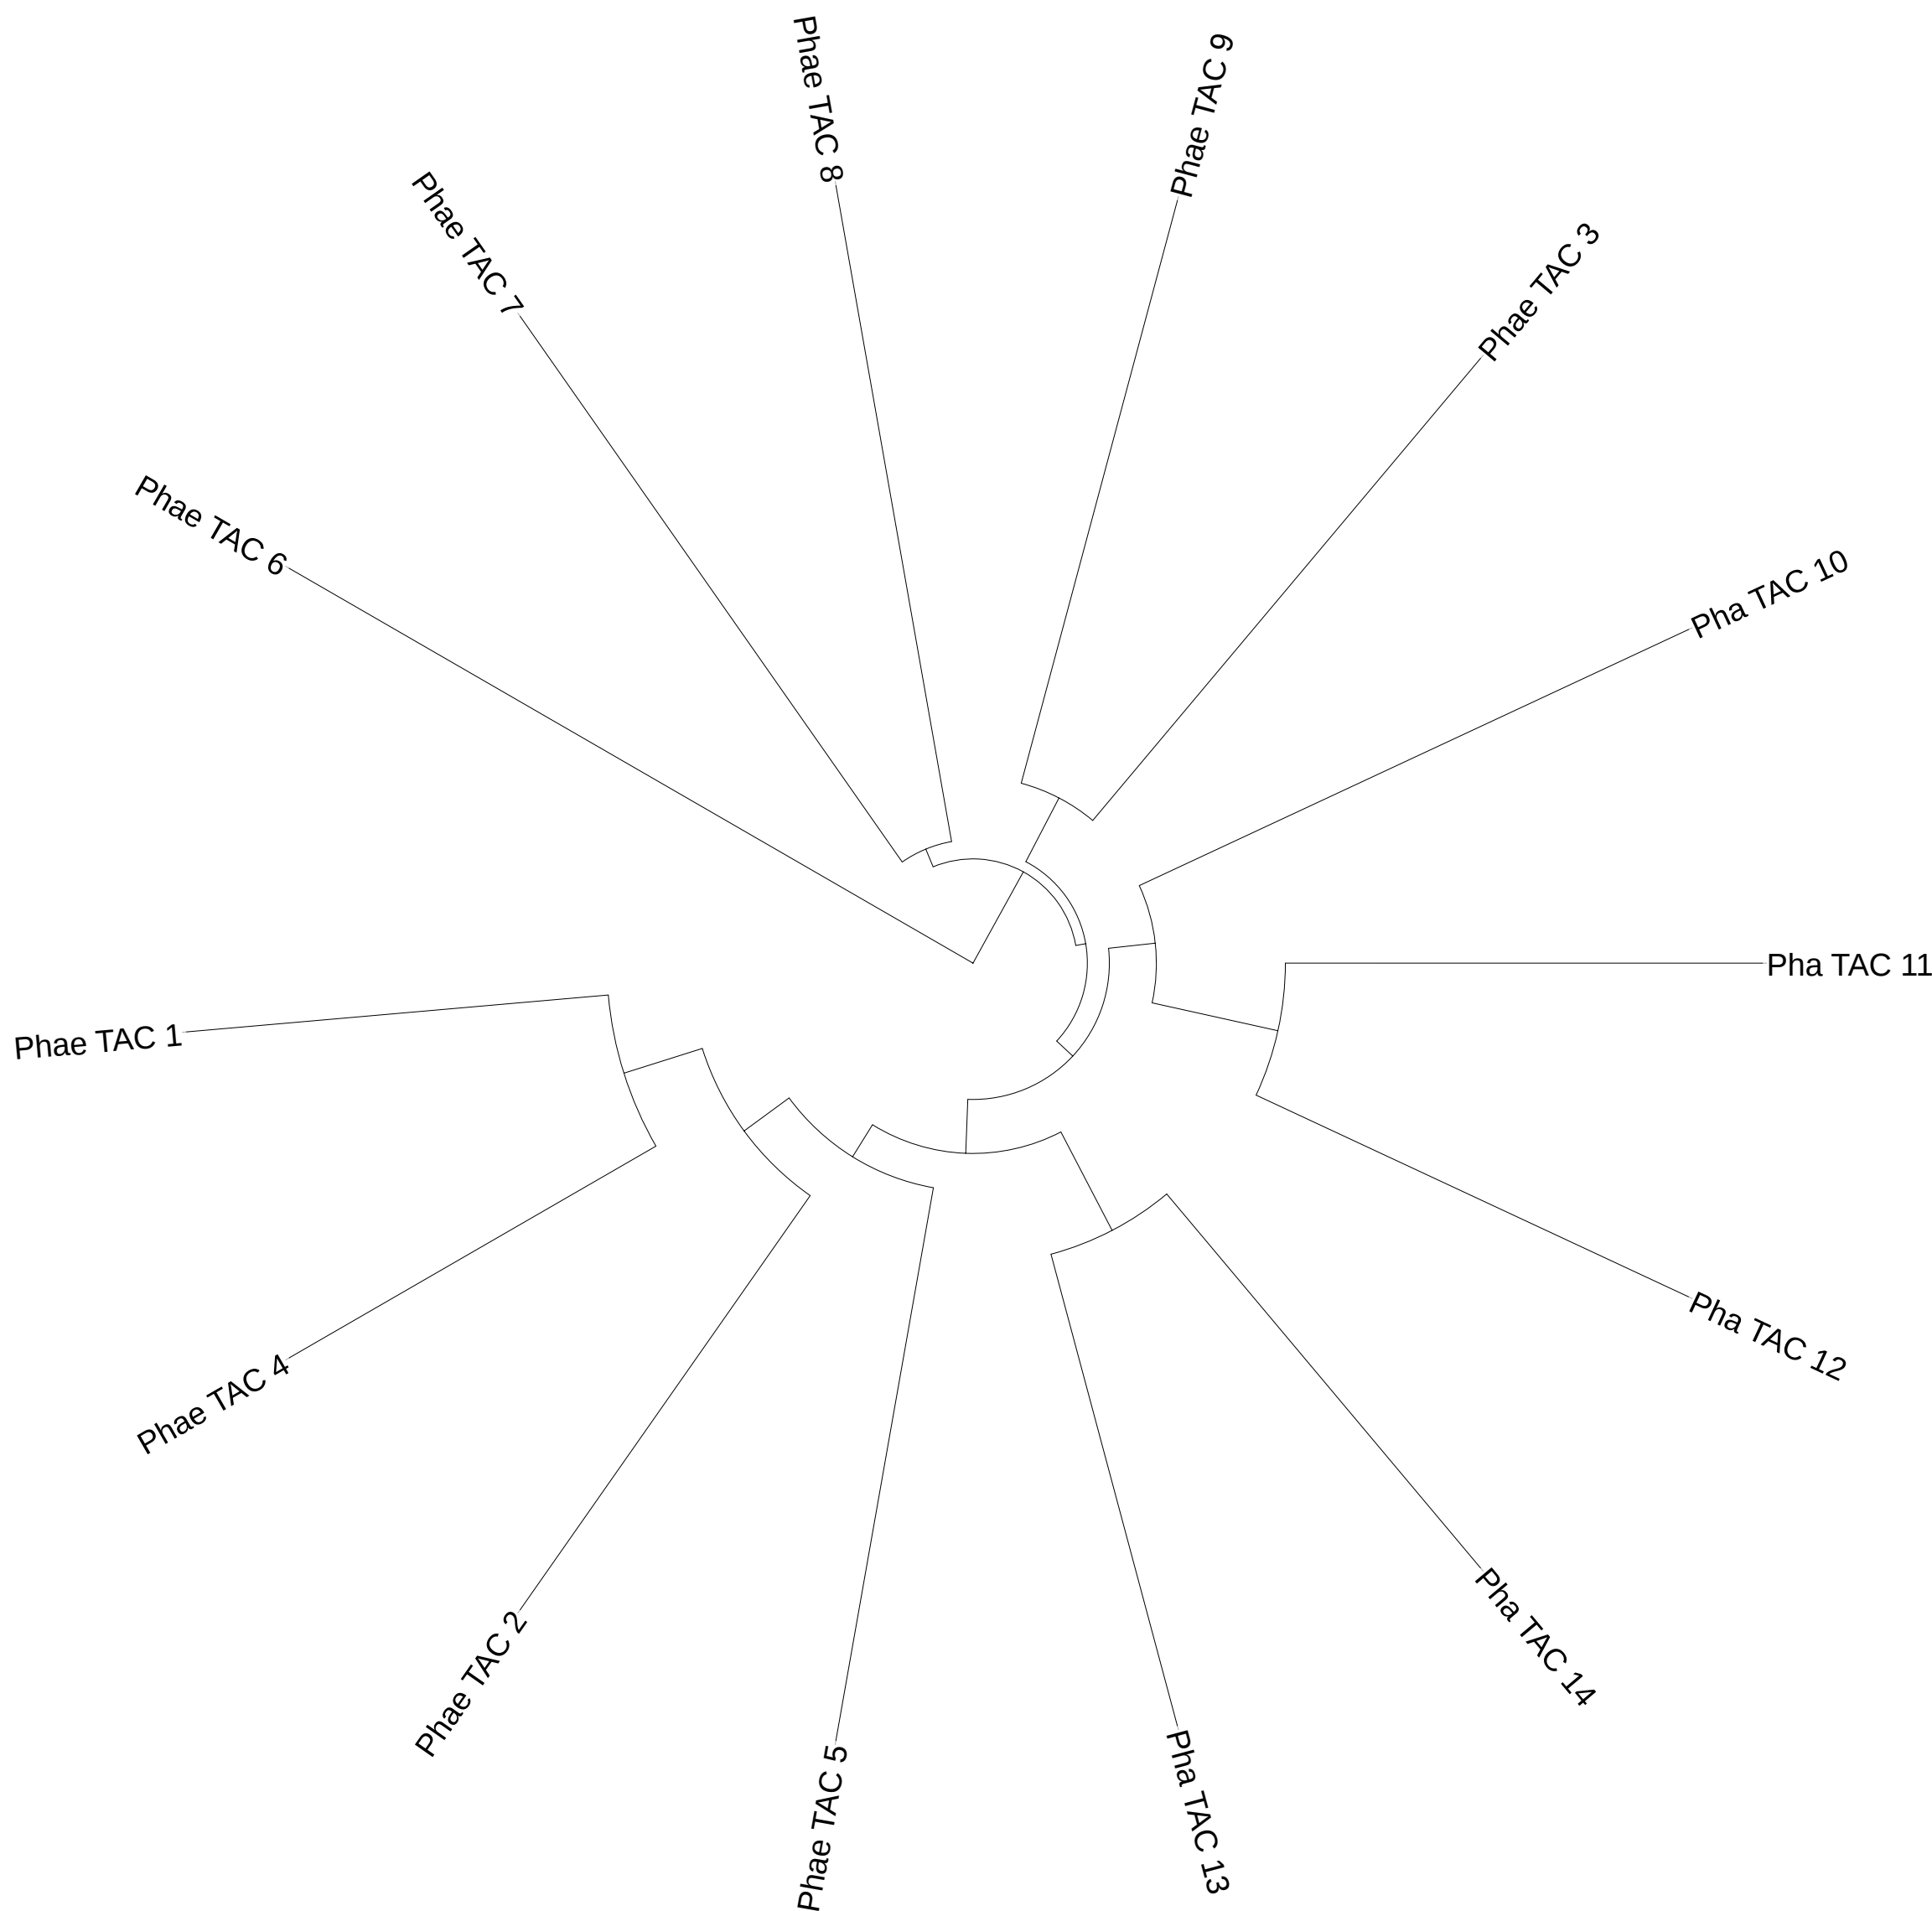 Phae TAC 8
Phae TAC 9
Phae TAC 7
Phae TAC 3
Phae TAC 6
Pha TAC 10
Pha TAC 11
Phae TAC 1
Pha TAC 12
Phae TAC 4
Pha TAC 14
Phae TAC 2
Pha TAC 13
Phae TAC 5